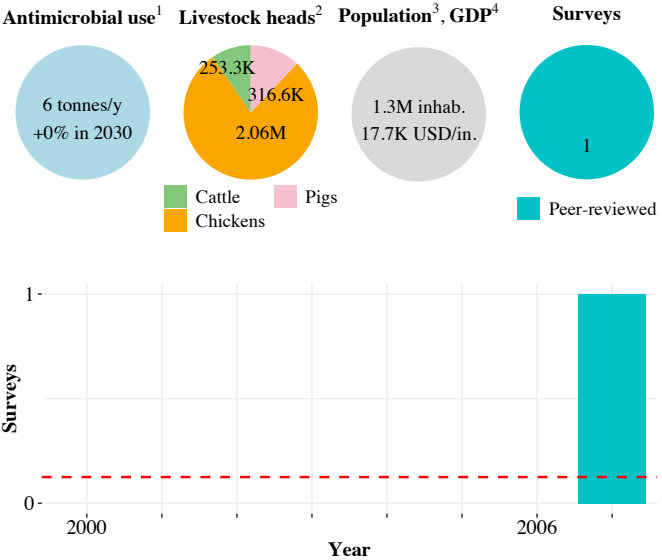 Antimicrobial use1
Livestock heads2
Population3, GDP4
Surveys
6 tonnes/y
+0% in 2030
253.3K
316.6K
2.06M
1.3M inhab.
17.7K USD/in.
1
Cattle
Pigs
Chickens
Peer-reviewed
1
0
Surveys
2000
2006
Year